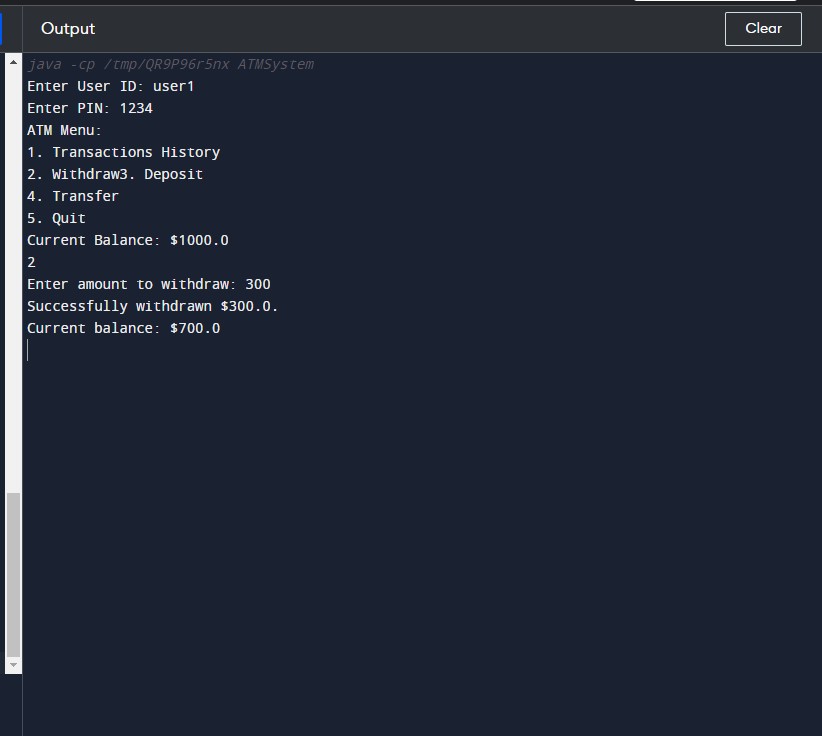 Output
Clear
java -cp /tmp/QR9P96r5nx ATMSystem
Enter User ID: user1
Enter PIN: 1234
ATM Menu:
1. Transactions History
2. Withdraw3. Deposit
4. Transfer
5. Quit
Current Balance: $1000.0
2
Enter amount to withdraw: 300
Successfully withdrawn $300.0.
Current balance: $700.0